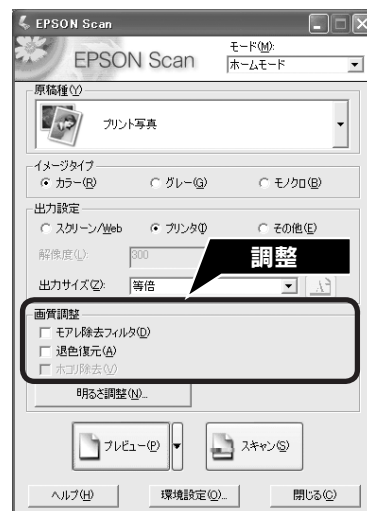 EPSON Scan
EPSON Scan
モード(M):
ホームモード
原稿種(Y)
プリント写真
イメージタイプ
カラー(R) グレー(G) モノクロ(B)
出力設定
スクリーン/Web プリンタ(I) その他(E)
解像度(L): 300
調整
出力サイズ(Z): 等倍
画質調整
モアレ除去フィルタ(D)
退色復元(A)
ホコリ除去(V)
明るさ調整(N)...
プレビュー(P) スキャン(S)
ヘルプ(H) 環境設定(O)... 閉じる(C)